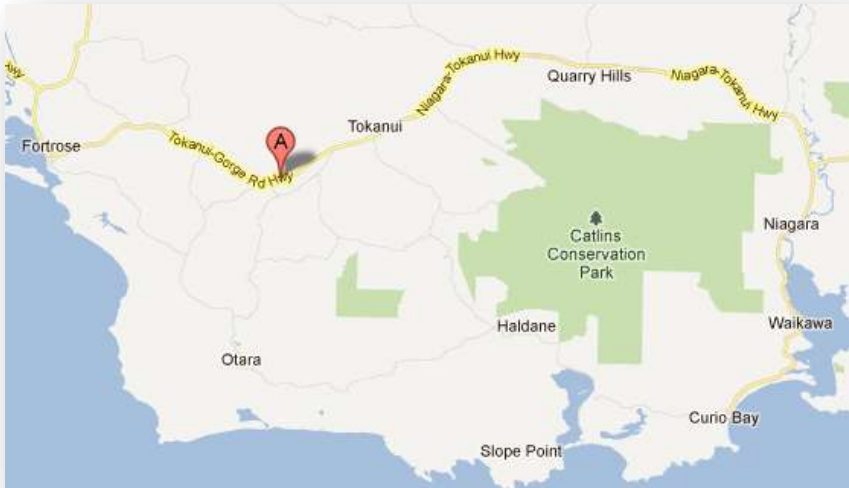 Niagara-Tokanui Hwy
Quarry Hills
Niagara-Tokanui Hwy
wy
Tokanui
A
Fortrose
Tokanui-Gorge Rd Hwy
Niagara
Catlins
Conservation
Park
Haldane
Waikawa
Otara
Curio Bay
Slope Point